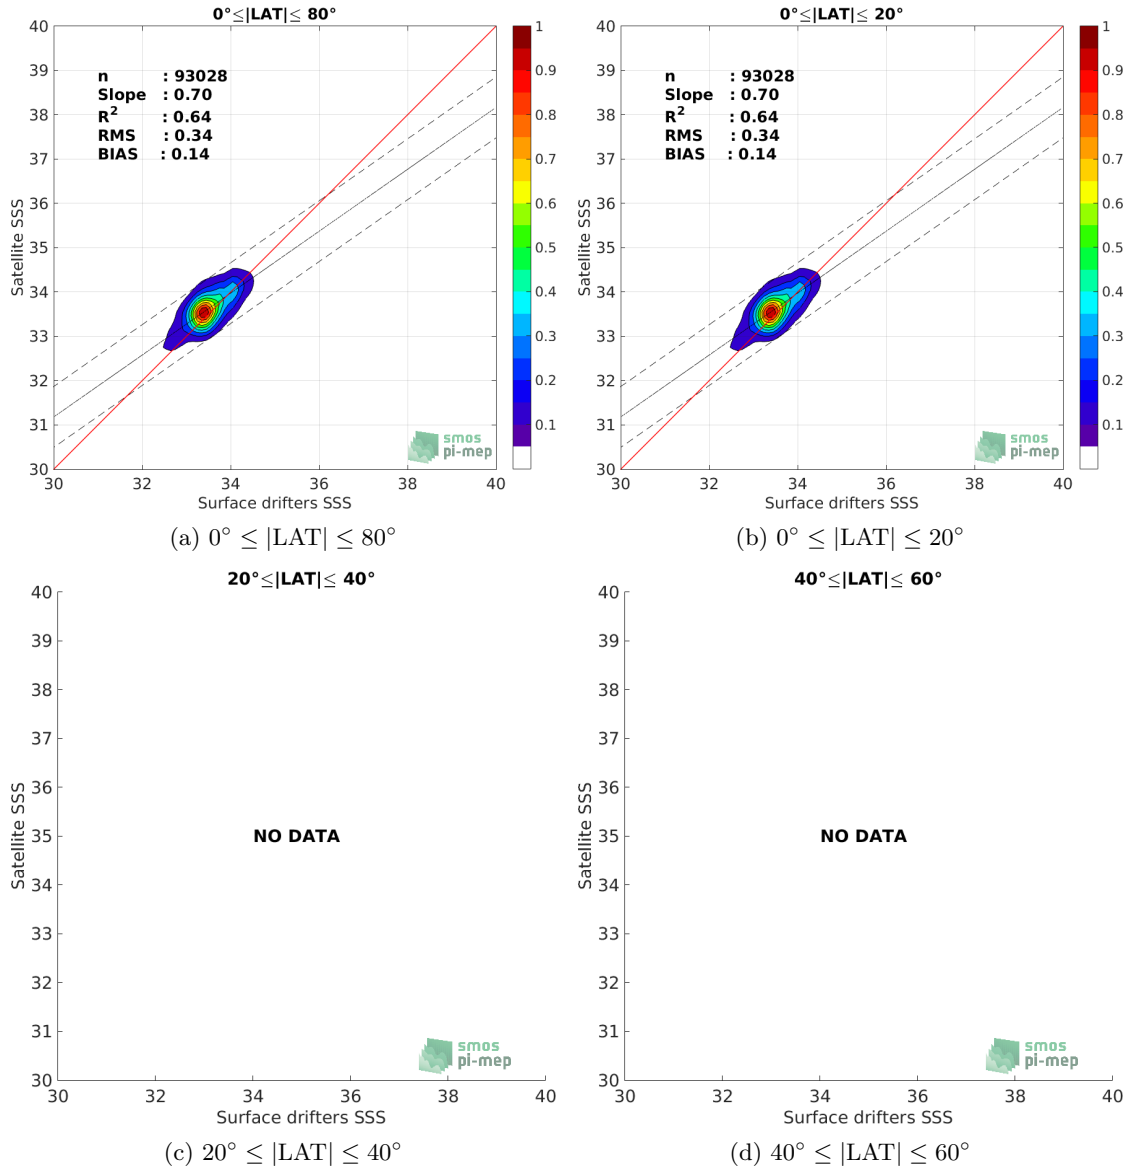 0°≤|LAT|≤ 80°
40
39
38
37
36
35
34
33
32
31
30
Satellite SSS
n : 93028
Slope : 0.70
R2 : 0.64
RMS : 0.34
BIAS : 0.14
smos
pi-mep
30 32 34 36 38 40
Surface drifters SSS
1
0.9
0.8
0.7
0.6
0.5
0.4
0.3
0.2
0.1
(a) 0° ≤ |LAT| ≤ 80°
0°≤|LAT|≤ 20°
40
39
38
37
36
35
34
33
32
31
30
Satellite SSS
n : 93028
Slope : 0.70
R2 : 0.64
RMS : 0.34
BIAS : 0.14
smos
pi-mep
30 32 34 36 38 40
Surface drifters SSS
1
0.9
0.8
0.7
0.6
0.5
0.4
0.3
0.2
0.1
(b) 0° ≤ |LAT| ≤ 20°
20°≤|LAT|≤ 40°
40
39
38
37
36
35
34
33
32
31
30
Satellite SSS
NO DATA
smos
pi-mep
30 32 34 36 38 40
Surface drifters SSS
(c) 20° ≤ |LAT| ≤ 40°
40°≤|LAT|≤ 60°
40
39
38
37
36
35
34
33
32
31
30
Satellite SSS
NO DATA
smos
pi-mep
30 32 34 36 38 40
Surface drifters SSS
(d) 40° ≤ |LAT| ≤ 60°